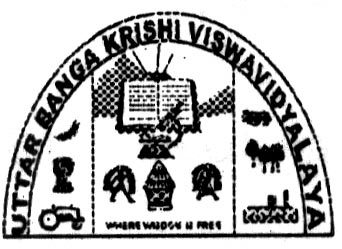 UTTAR BANGA KRISHI VISWAVIDYALAYA
WHERE WISDOM IS FREE